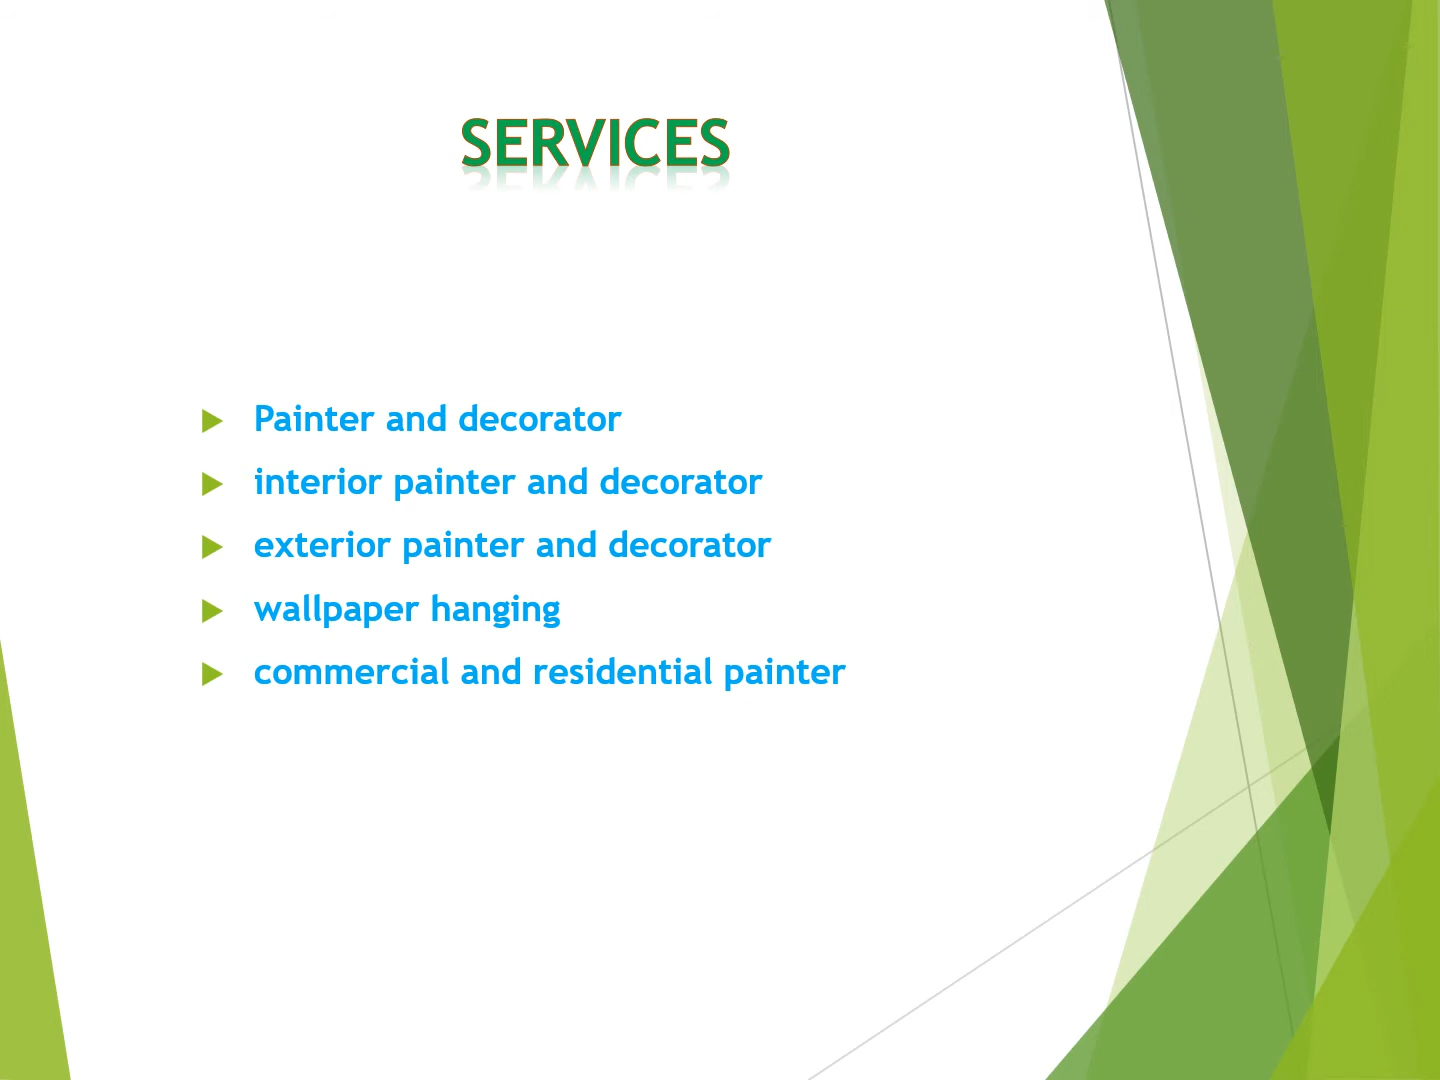 SERVICES
Painter and decorator
interior painter and decorator
exterior painter and decorator
wallpaper hanging
commercial and residential painter